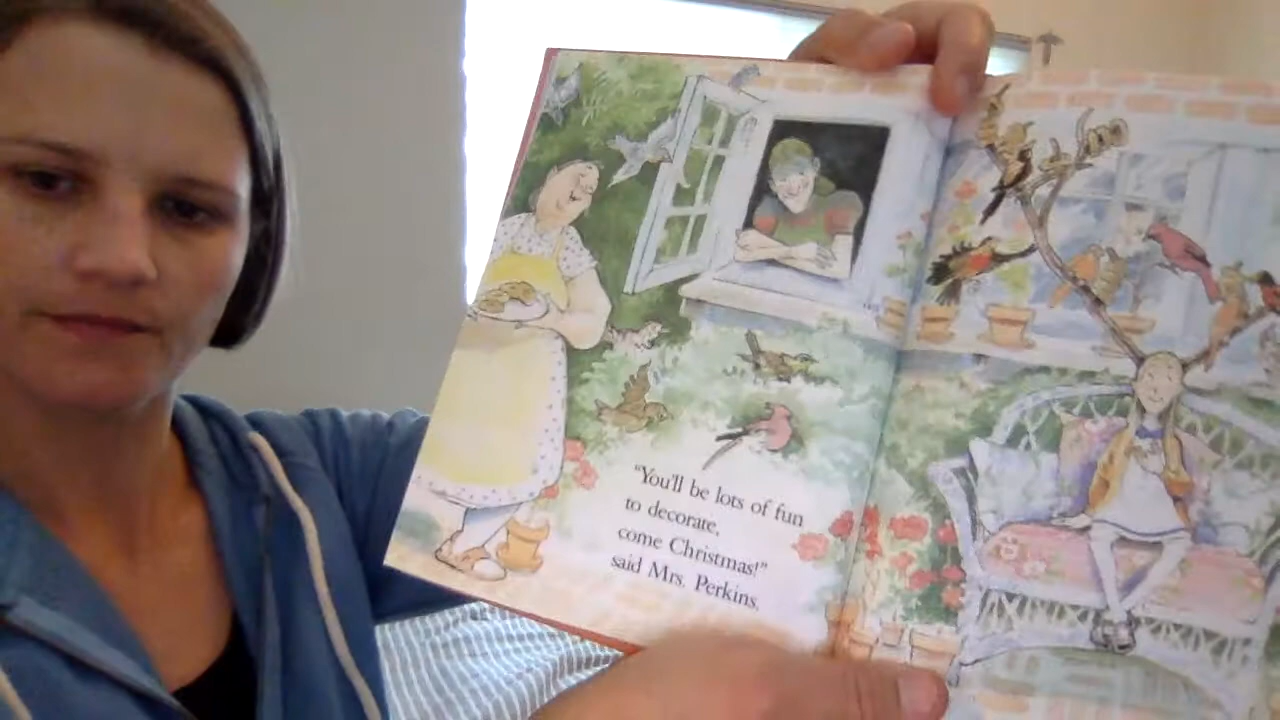 "You'll be lots of fun
to decorate,
come Christmas!"
said Mrs. Perkins,